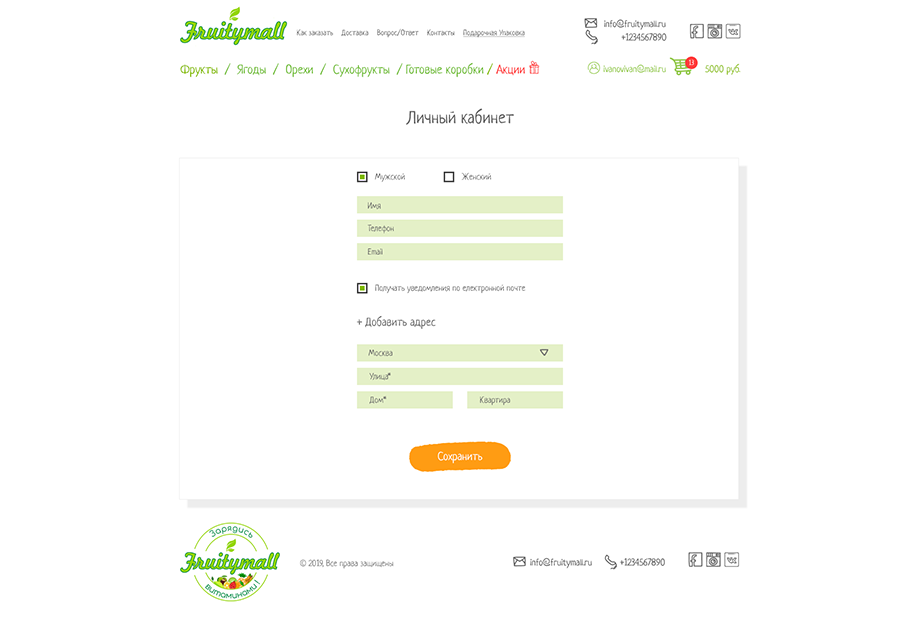 Fruitymall
Как заказать Доставка Вопрос/Ответ Контакты Подарочная Упаковка
info@fruitymall.ru
+1234567890
Фрукты / Ягоды / Орехи / Сухофрукты / Готовые коробки / Акции
ivanovivan@mail.ru 13 5000 руб.
Личный кабинет
Мужской Женский
Имя
Телефон
Email
Получать уведомления по електронной почте
+ Добавить адрес
Москва
Улица*
Дом* Квартира
Сохранить
Зарядись
Fruitymall
витаминами!
© 2019, Все права защищены
info@fruitymall.ru +1234567890